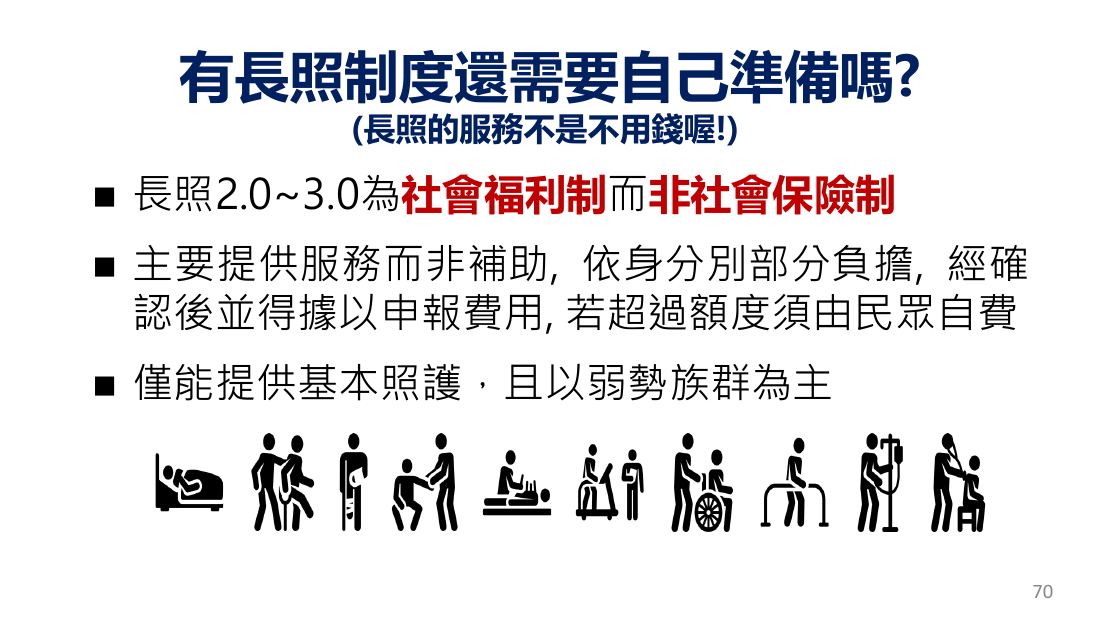 有長照制度還需要自己準備嗎?
(長照的服務不是不用錢喔!)
■ 長照2.0~3.0為社會福利制而非社會保險制
■ 主要提供服務而非補助, 依身分別部分負擔, 經確
認後並得據以申報費用, 若超過額度須由民眾自費
■ 僅能提供基本照護，且以弱勢族群為主
70